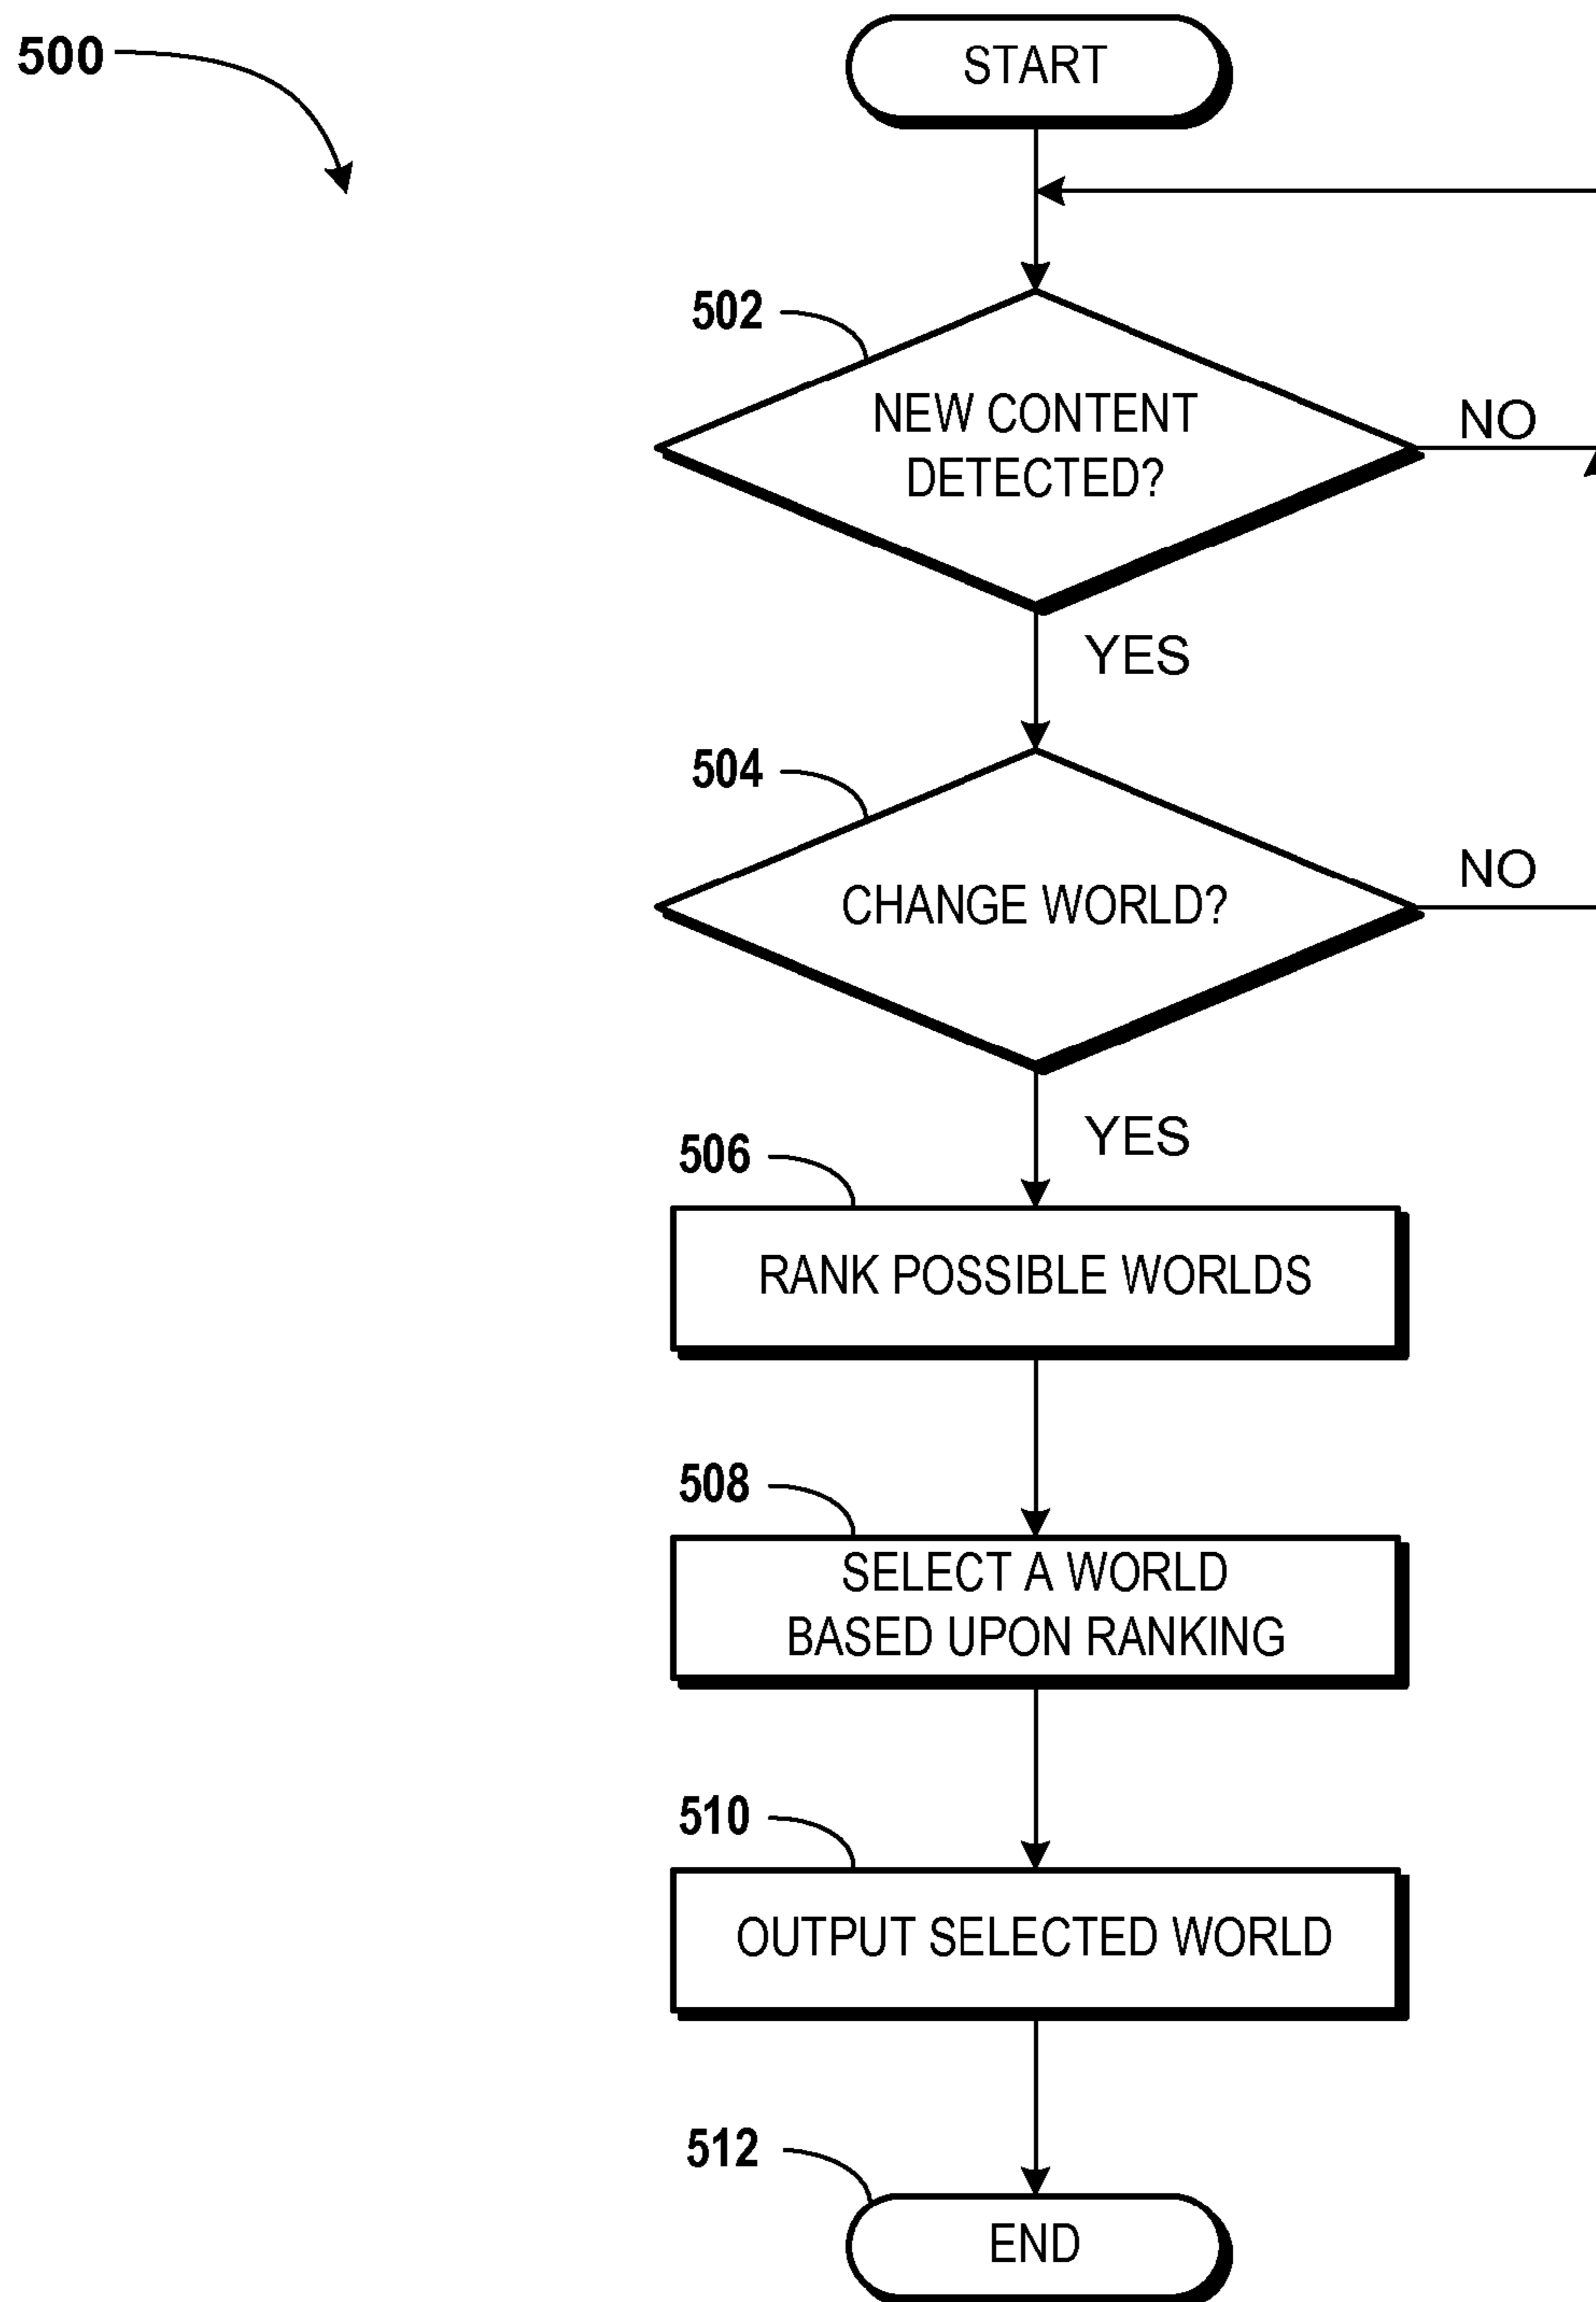 500
START
502
NEW CONTENT
DETECTED?
NO
YES
504
CHANGE WORLD?
NO
YES
506
RANK POSSIBLE WORLDS
508
SELECT A WORLD
BASED UPON RANKING
510
OUTPUT SELECTED WORLD
512
END